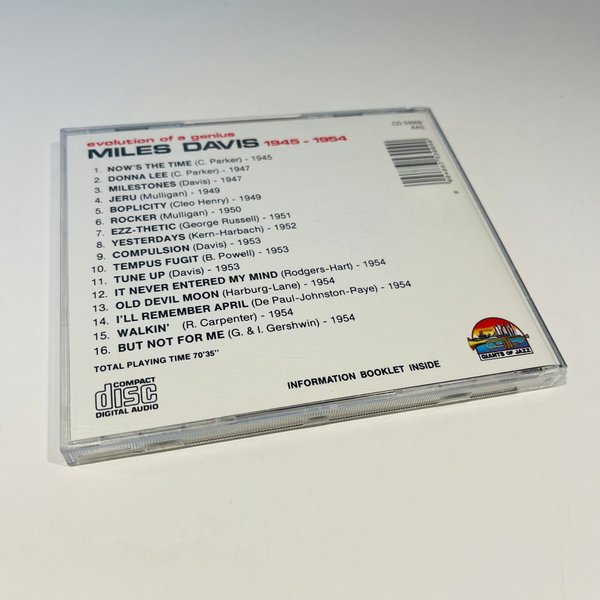 evolution of a genius
MILES DAVIS 1945 - 1954
1. NOW'S THE TIME (C. Parker) - 1945
2. DONNA LEE (C. Parker) - 1947
3. MILESTONES (Davis) - 1947
4. JERU (Mulligan) - 1949
5. BOPLICITY (Cleo Henry) - 1949
6. ROCKER (Mulligan) - 1950
7. EZZ-THETIC (George Russell) - 1951
8. YESTERDAYS (Kern-Harbach) - 1952
9. COMPULSION (Davis) - 1953
10. TEMPUS FUGIT (B. Powell) - 1953
11. TUNE UP (Davis) - 1953
12. IT NEVER ENTERED MY MIND (Rodgers-Hart) - 1954
13. OLD DEVIL MOON (Harburg-Lane) - 1954
14. I'LL REMEMBER APRIL (De Paul-Johnston-Raye) - 1954
15. WALKIN' (R. Carpenter) - 1954
16. BUT NOT FOR ME (G. & I. Gershwin) - 1954
TOTAL PLAYING TIME 70'35"
COMPACT
disc
DIGITAL AUDIO
INFORMATION BOOKLET INSIDE
GIANTS OF JAZZ
CD
AAD